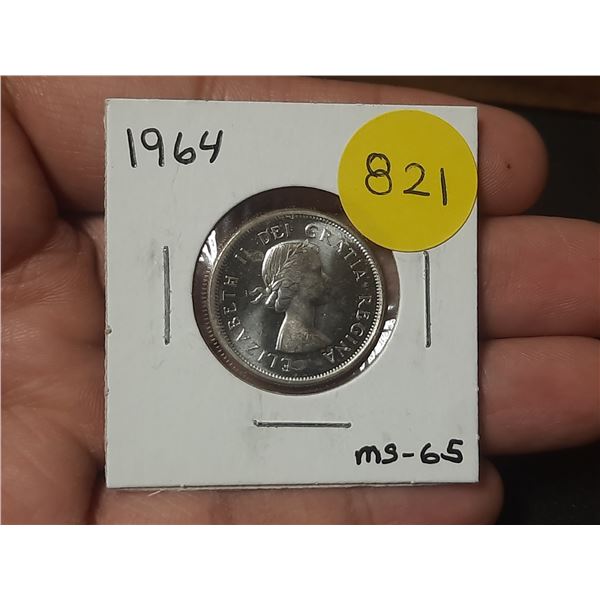 1964
821
ELIZABETH II DEI GRATIA REGINA
ms-65